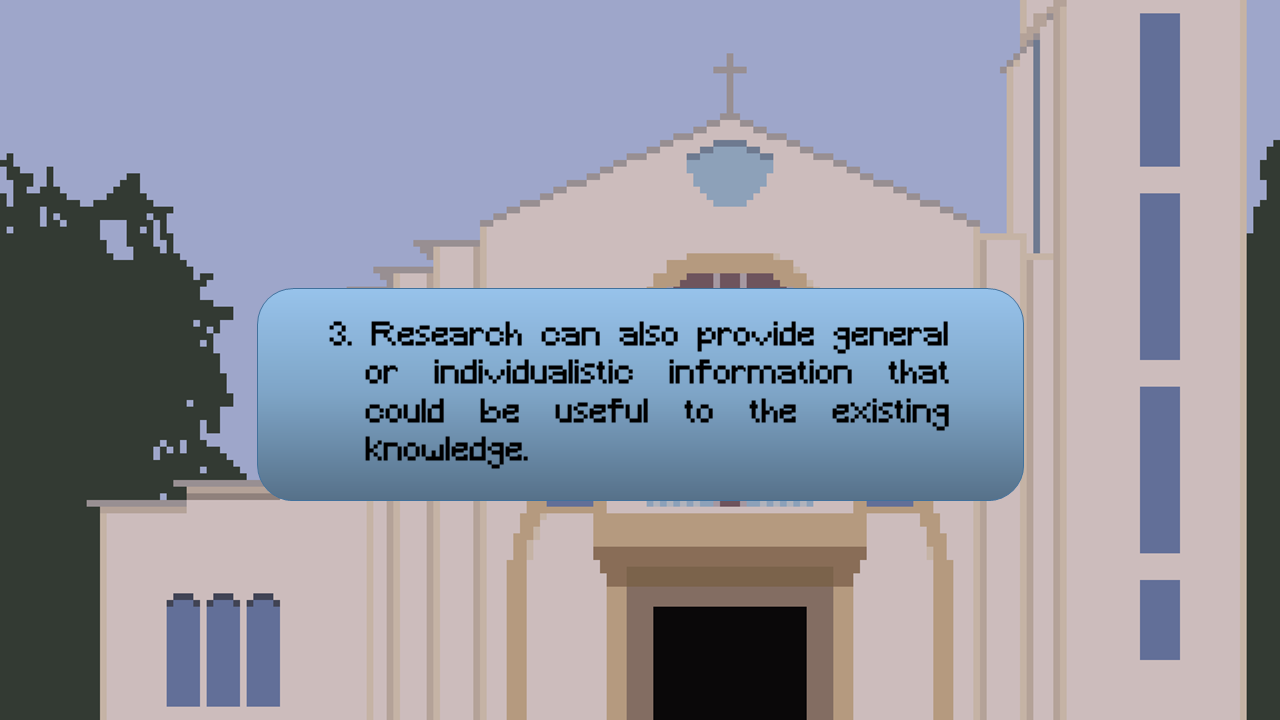 3. Research can also provide general
or individualistic information that
could be useful to the existing
knowledge.